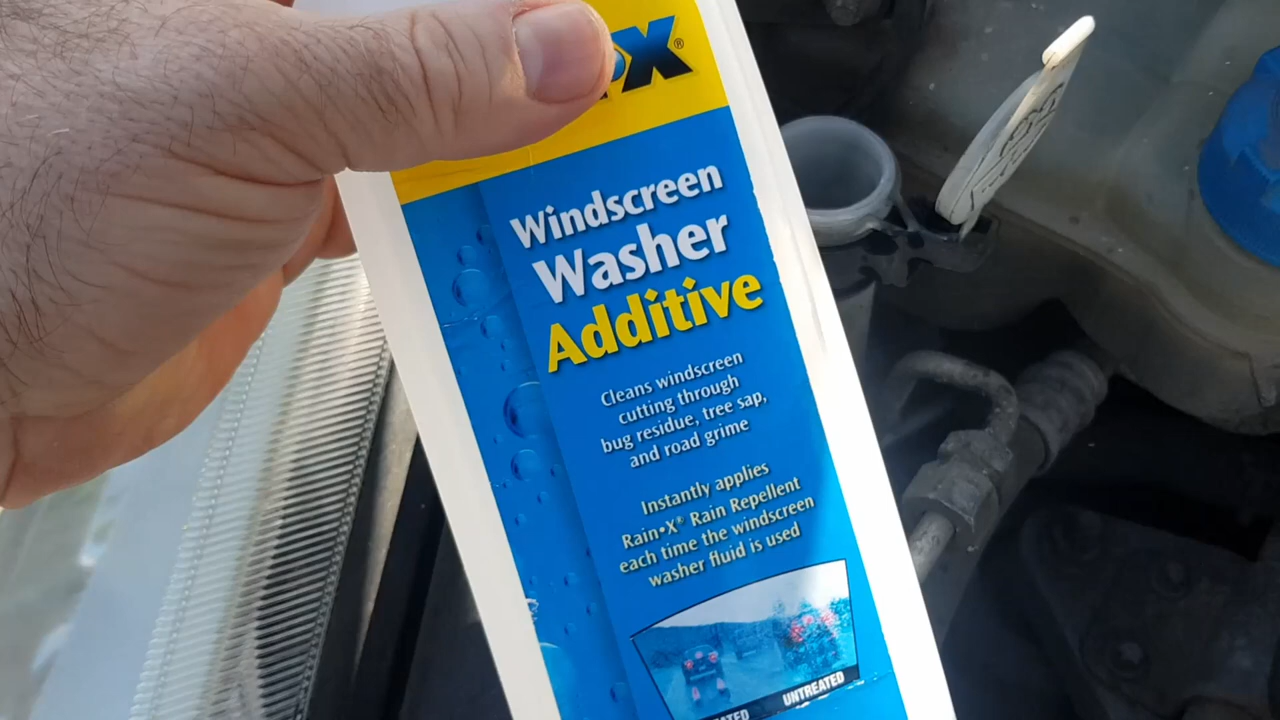 X®
Windscreen
Washer
Additive
Cleans windscreen
cutting through
bug residue, tree sap,
and road grime
Instantly applies
Rain•X® Rain Repellent
each time the windscreen
washer fluid is used
UNTREATED